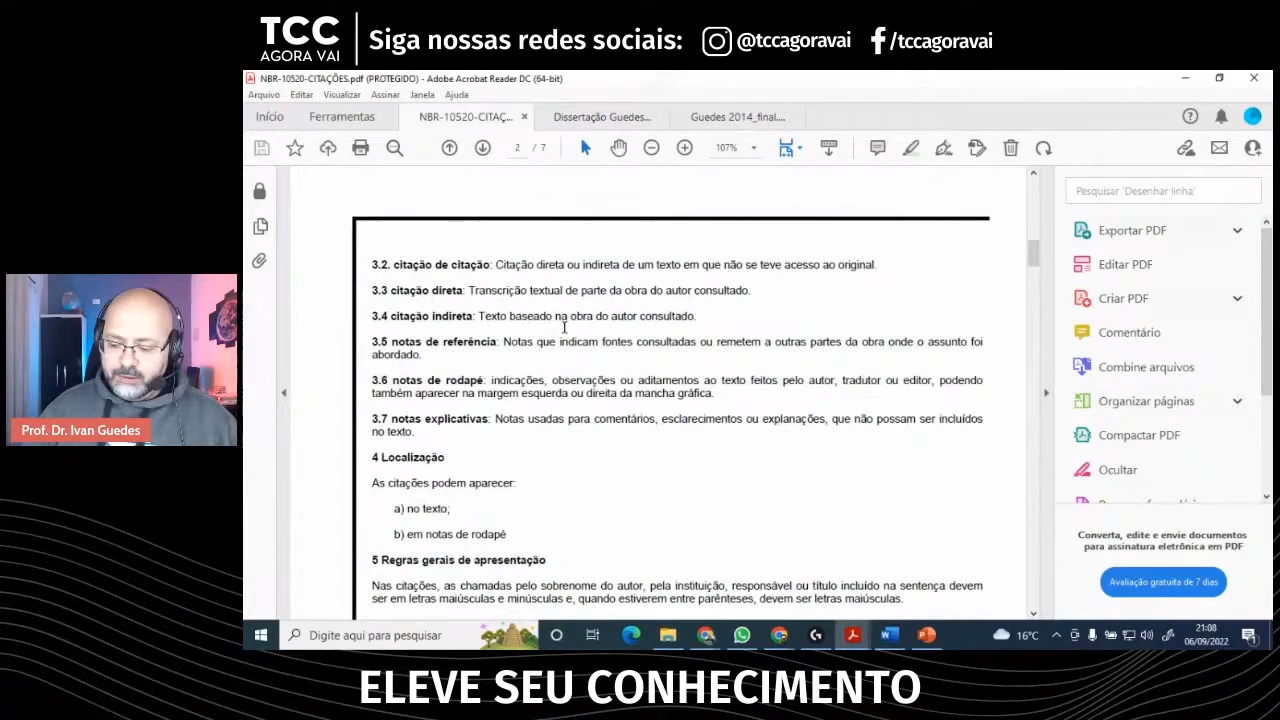 TCC
AGORA VAI
Siga nossas redes sociais:
@tccagoravai
/tccagoravai
NBR-10520-CITAÇÕES.pdf (PROTEGIDO) - Adobe Acrobat Reader DC (64-bit)
Arquivo Editar Visualizar Assinar Janela Ajuda
Início Ferramentas NBR-10520-CITAÇ... Dissertação Guedes... Guedes 2014_final....
2 / 7 107%
Pesquisar 'Desenhar linha'
Exportar PDF
Editar PDF
Criar PDF
Comentário
Combine arquivos
Organizar páginas
Compactar PDF
Ocultar
Converta, edite e envie documentos
para assinatura eletrônica em PDF
Avaliação gratuita de 7 dias
3.2. citação de citação: Citação direta ou indireta de um texto em que não se teve acesso ao original.
3.3 citação direta: Transcrição textual de parte da obra do autor consultado.
3.4 citação indireta: Texto baseado na obra do autor consultado.
3.5 notas de referência: Notas que indicam fontes consultadas ou remetem a outras partes da obra onde o assunto foi
abordado.
3.6 notas de rodapé: indicações, observações ou aditamentos ao texto feitos pelo autor, tradutor ou editor, podendo
também aparecer na margem esquerda ou direita da mancha gráfica.
3.7 notas explicativas: Notas usadas para comentários, esclarecimentos ou explanações, que não possam ser incluídos
no texto.
4 Localização
As citações podem aparecer:
a) no texto;
b) em notas de rodapé
5 Regras gerais de apresentação
Nas citações, as chamadas pelo sobrenome do autor, pela instituição, responsável ou título incluído na sentença devem
ser em letras maiúsculas e minúsculas e, quando estiverem entre parênteses, devem ser letras maiúsculas.
Prof. Dr. Ivan Guedes
Digite aqui para pesquisar
16°C
21:08
06/09/2022
ELEVE SEU CONHECIMENTO